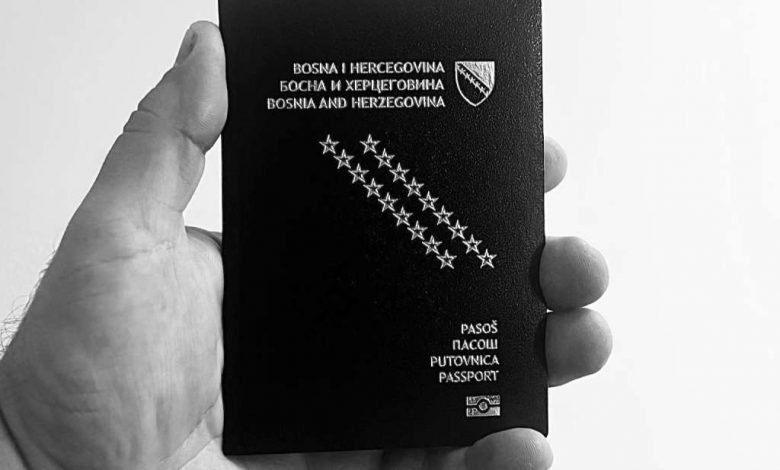 BOSNA I HERCEGOVINA
БОСНА И ХЕРЦЕГОВИНА
BOSNIA AND HERZEGOVINA
PASOŠ
ПАСОШ
PUTOVNICA
PASSPORT